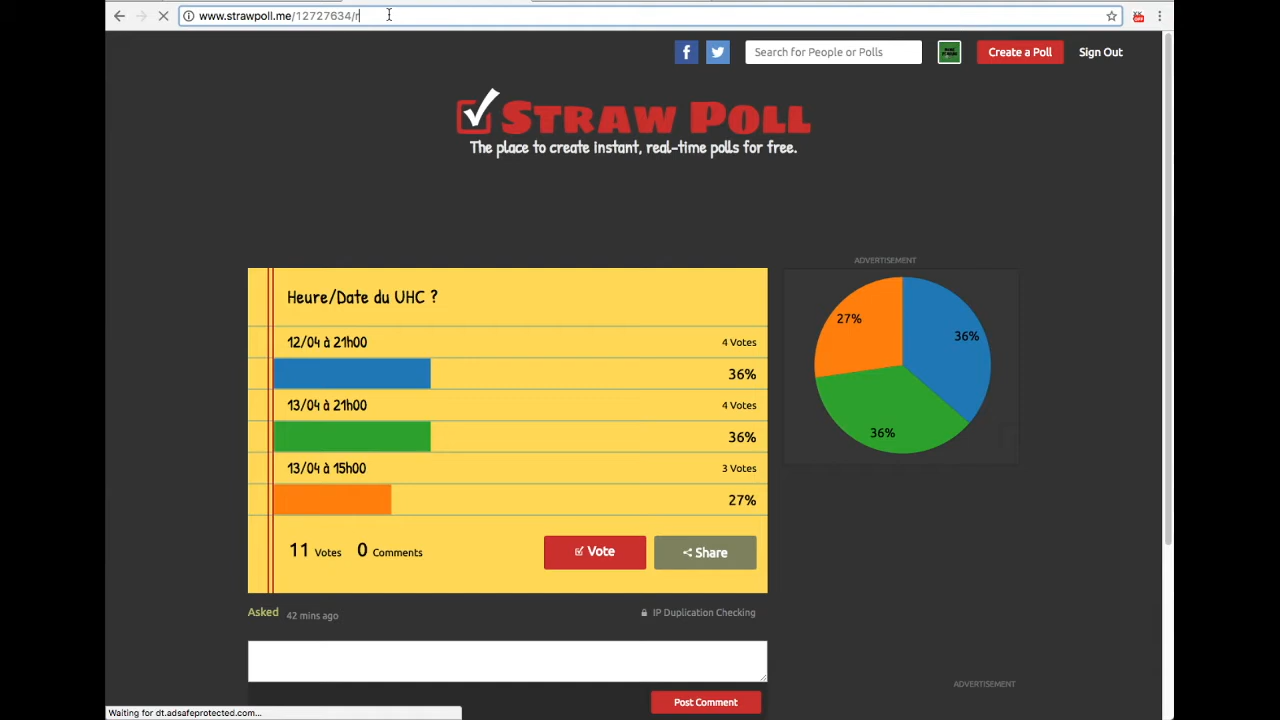 www.strawpoll.me/12727634/r
Search for People or Polls
Create a Poll
Sign Out
STRAW POLL
The place to create instant, real-time polls for free.
ADVERTISEMENT
Heure/Date du UHC ?
12/04 à 21h00
4 Votes
36%
13/04 à 21h00
4 Votes
36%
13/04 à 15h00
3 Votes
27%
27%
36%
36%
11 Votes 0 Comments
Vote
Share
Asked 42 mins ago
IP Duplication Checking
ADVERTISEMENT
Post Comment
Waiting for dt.adsafeprotected.com...